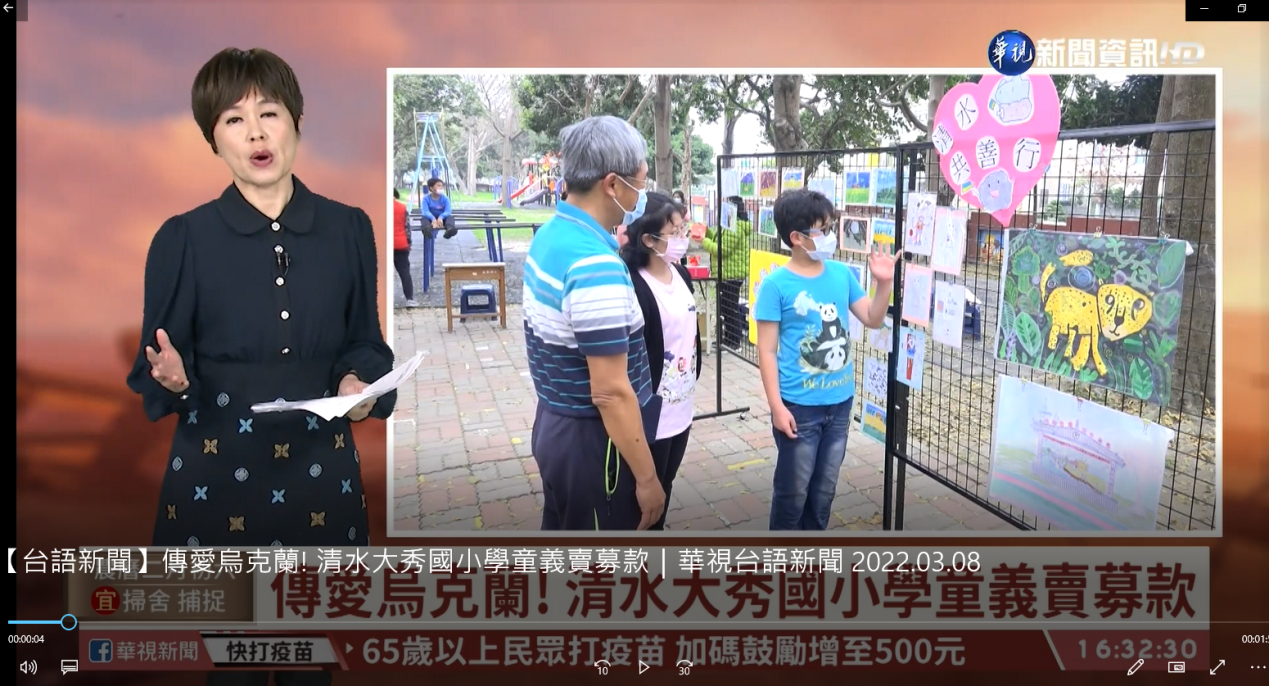 華視 新聞資訊 HD
清水
共善行
We Love
【台語新聞】傳愛烏克蘭! 清水大秀國小學童義賣募款｜華視台語新聞 2022.03.08
宜 掃舍 捕捉
傳愛烏克蘭! 清水大秀國小學童義賣募款
00:00:04
華視新聞 快打疫苗 65歲以上民眾打疫苗 加碼鼓勵增至500元 16:32:30
10
30